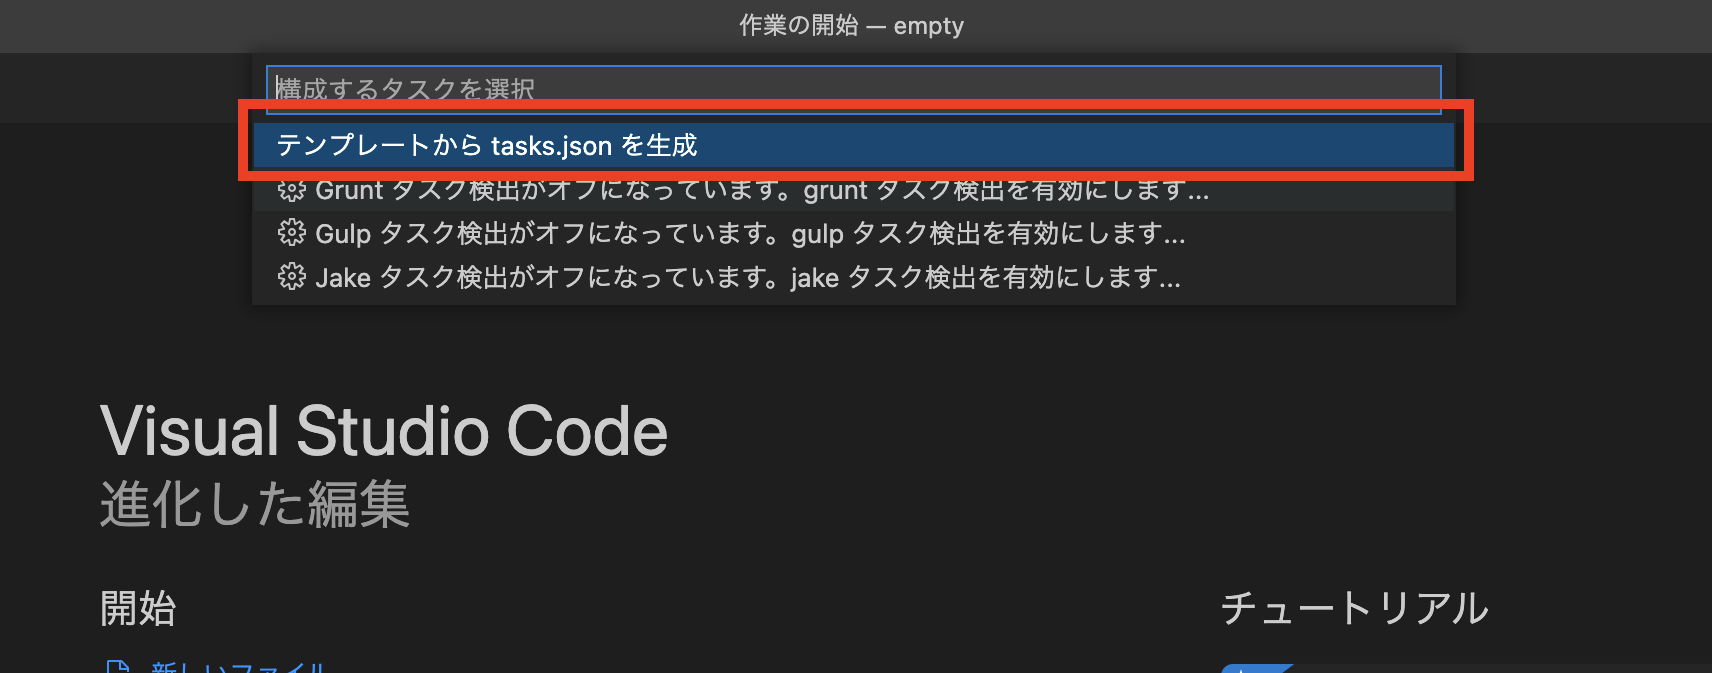 作業の開始 — empty
構成するタスクを選択
テンプレートから tasks.json を生成
Grunt タスク検出がオフになっています。grunt タスク検出を有効にします...
Gulp タスク検出がオフになっています。gulp タスク検出を有効にします...
Jake タスク検出がオフになっています。jake タスク検出を有効にします...
Visual Studio Code
進化した編集
開始
チュートリアル
新しいファイル